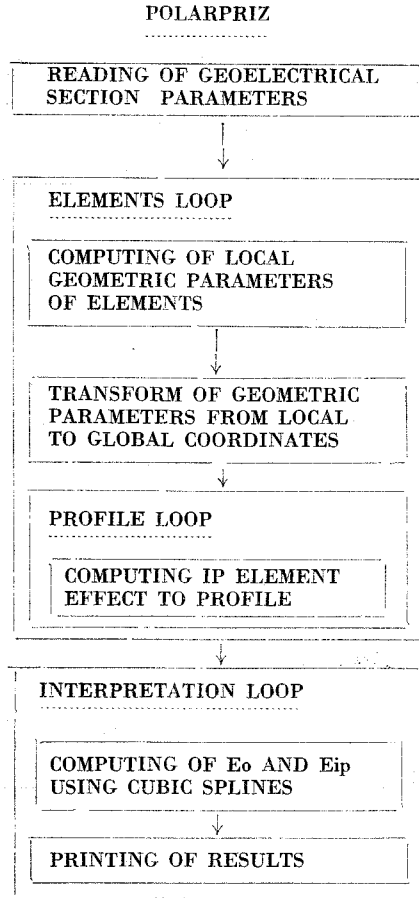 POLARPRIZ
READING OF GEOELECTRICAL
SECTION PARAMETERS
ELEMENTS LOOP
COMPUTING OF LOCAL
GEOMETRIC PARAMETERS
OF ELEMENTS
TRANSFORM OF GEOMETRIC
PARAMETERS FROM LOCAL
TO GLOBAL COORDINATES
PROFILE LOOP
COMPUTING IP ELEMENT
EFFECT TO PROFILE
INTERPRETATION LOOP
COMPUTING OF Eo AND Eip
USING CUBIC SPLINES
PRINTING OF RESULTS